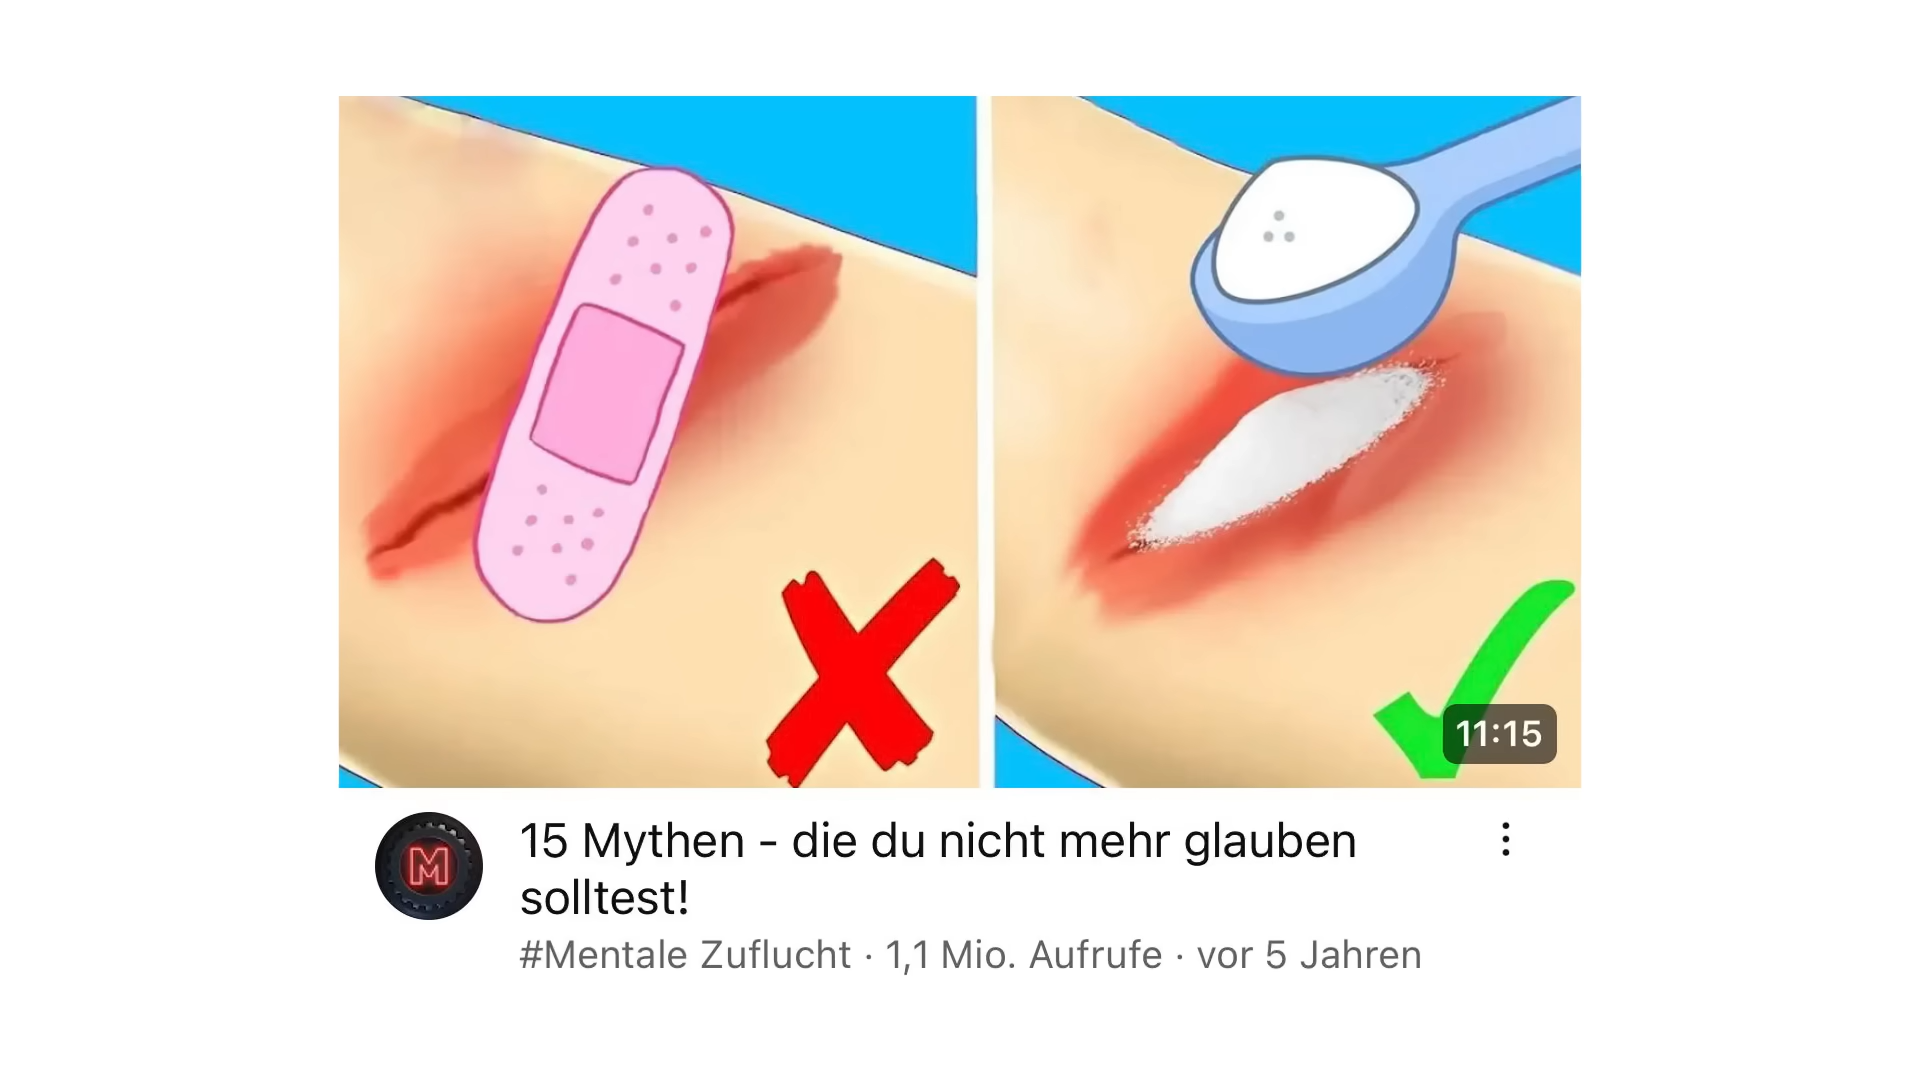 11:15
M
15 Mythen - die du nicht mehr glauben
solltest!
#Mentale Zuflucht · 1,1 Mio. Aufrufe · vor 5 Jahren